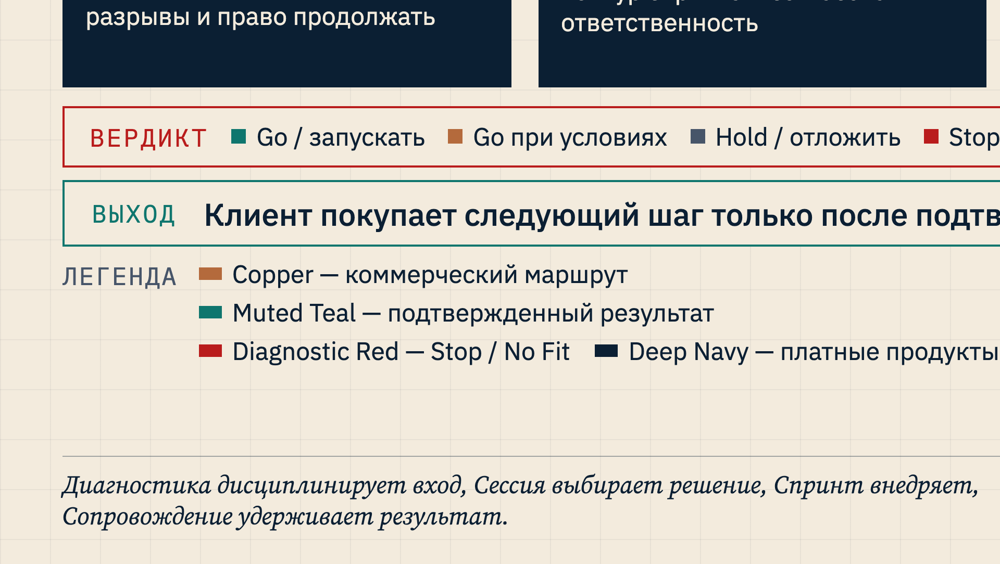 разрывы и право продолжать
ответственность
ВЕРДИКТ Go / запускать Go при условиях Hold / отложить Stop
ВЫХОД Клиент покупает следующий шаг только после
ЛЕГЕНДА Copper — коммерческий маршрут
Muted Teal — подтвержденный результат
Diagnostic Red — Stop / No Fit Deep Navy — платные продукты
Диагностика дисциплинирует вход, Сессия выбирает решение, Спринт внедряет,
Сопровождение удерживает результат.